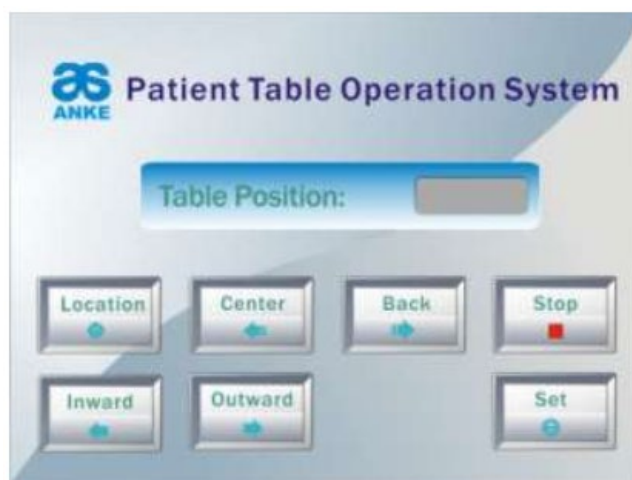 ANKE
Patient Table Operation System
Table Position:
Location
Center
Back
Stop
Inward
Outward
Set